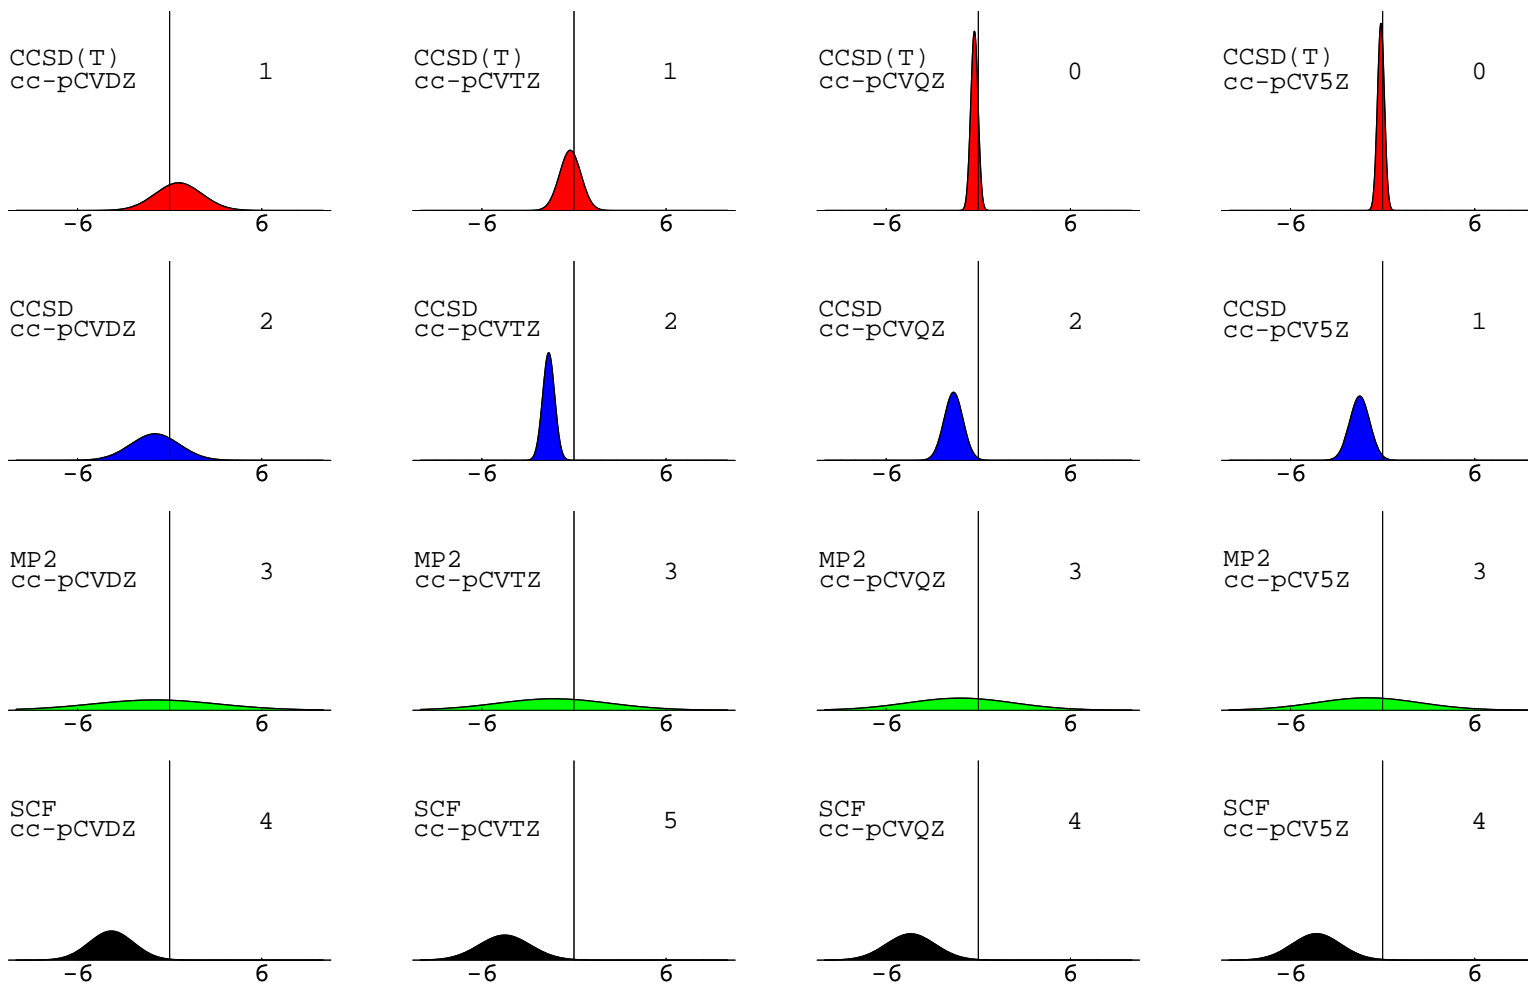 CCSD(T)
cc-pCVDZ
1
-6
6
CCSD(T)
cc-pCVTZ
1
-6
6
CCSD(T)
cc-pCVQZ
0
-6
6
CCSD(T)
cc-pCV5Z
0
-6
6
CCSD
cc-pCVDZ
2
-6
6
CCSD
cc-pCVTZ
2
-6
6
CCSD
cc-pCVQZ
2
-6
6
CCSD
cc-pCV5Z
1
-6
6
MP2
cc-pCVDZ
3
-6
6
MP2
cc-pCVTZ
3
-6
6
MP2
cc-pCVQZ
3
-6
6
MP2
cc-pCV5Z
3
-6
6
SCF
cc-pCVDZ
4
-6
6
SCF
cc-pCVTZ
5
-6
6
SCF
cc-pCVQZ
4
-6
6
SCF
cc-pCV5Z
4
-6
6